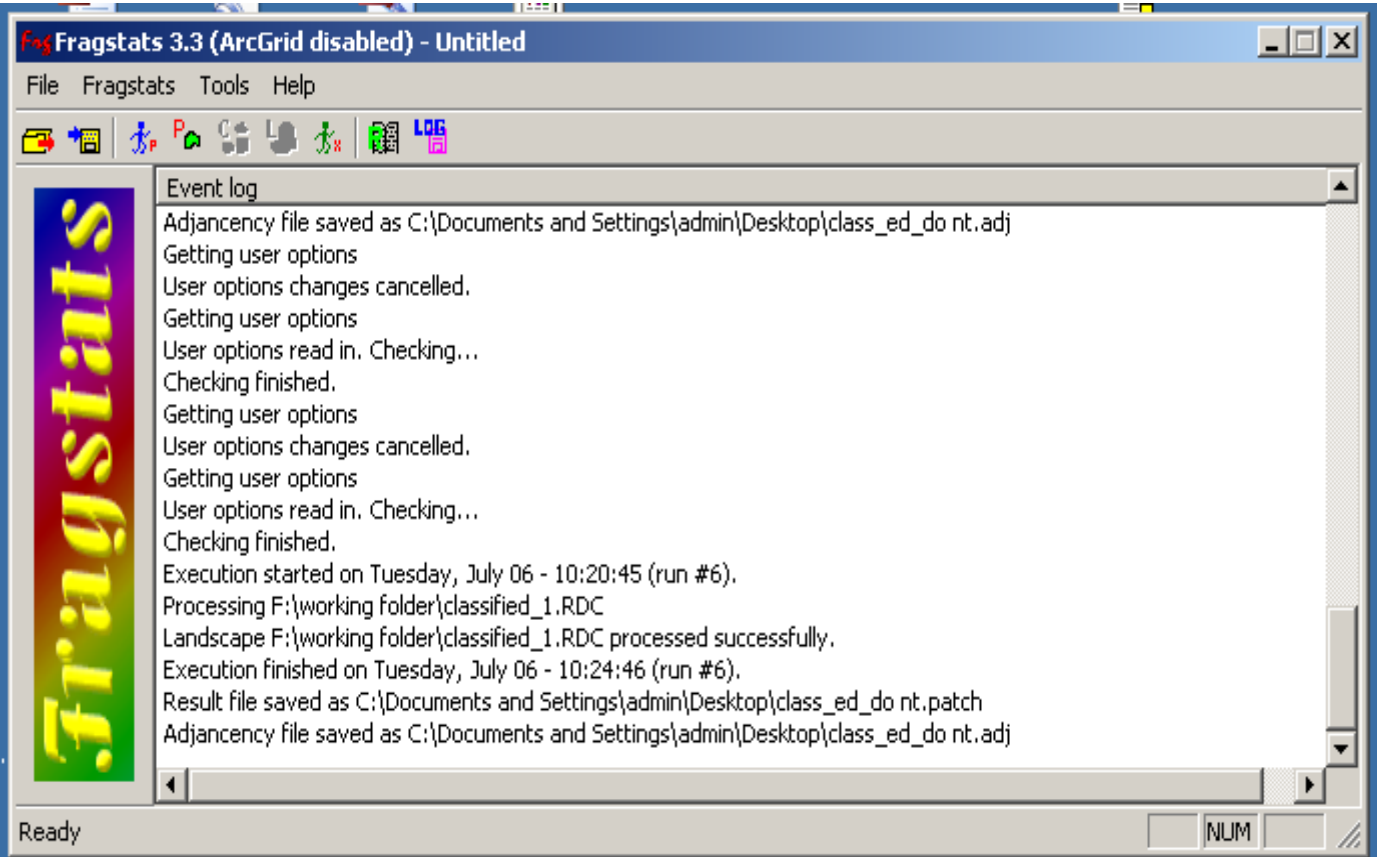 Fragstats 3.3 (ArcGrid disabled) - Untitled
File Fragstats Tools Help
LOG
Event log
Adjancency file saved as C:\Documents and Settings\admin\Desktop\class_ed_do nt.adj
Getting user options
User options changes cancelled.
Getting user options
User options read in. Checking...
Checking finished.
Getting user options
User options changes cancelled.
Getting user options
User options read in. Checking...
Checking finished.
Execution started on Tuesday, July 06 - 10:20:45 (run #6).
Processing F:\working folder\classified_1.RDC
Landscape F:\working folder\classified_1.RDC processed successfully.
Execution finished on Tuesday, July 06 - 10:24:46 (run #6).
Result file saved as C:\Documents and Settings\admin\Desktop\class_ed_do nt.patch
Adjancency file saved as C:\Documents and Settings\admin\Desktop\class_ed_do nt.adj
Fragstats
Ready NUM